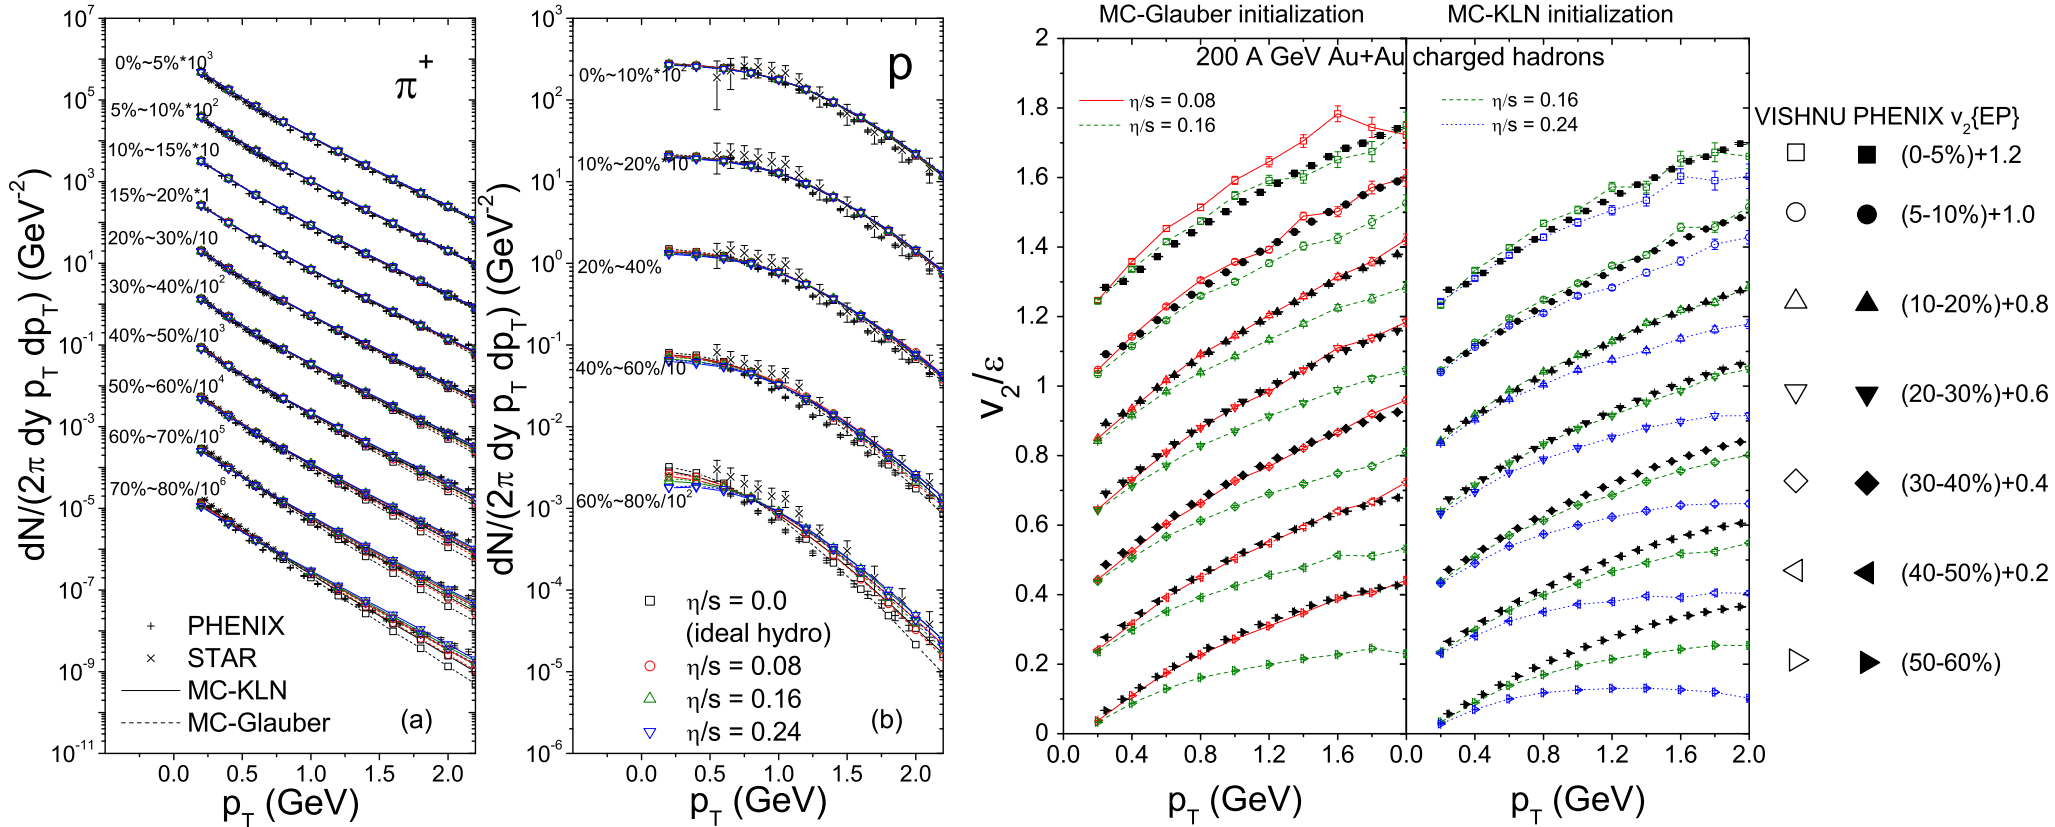 10^7
10^5
10^3
10^1
10^-1
10^-3
10^-5
10^-7
10^-9
10^-11
dN/(2π dy p_T dp_T) (GeV^-2)
π^+
0%~5%*10^3
5%~10%*10^2
10%~15%*10
15%~20%*1
20%~30%/10
30%~40%/10^2
40%~50%/10^3
50%~60%/10^4
60%~70%/10^5
70%~80%/10^6
PHENIX
STAR
MC-KLN
MC-Glauber
(a)
0.0 0.5 1.0 1.5 2.0
p_T (GeV)
10^3
10^2
10^1
10^0
10^-1
10^-2
10^-3
10^-4
10^-5
10^-6
dN/(2π dy p_T dp_T) (GeV^-2)
p
0%~10%*10^2
10%~20%*10
20%~40%
40%~60%/10
60%~80%/10^2
η/s = 0.0
(ideal hydro)
η/s = 0.08
η/s = 0.16
η/s = 0.24
(b)
0.0 0.5 1.0 1.5 2.0
p_T (GeV)
MC-Glauber initialization MC-KLN initialization
200 A GeV Au+Au charged hadrons
η/s = 0.08
η/s = 0.16
η/s = 0.16
η/s = 0.24
2
1.8
1.6
1.4
1.2
1
0.8
0.6
0.4
0.2
0
v_2/ε
0.0 0.4 0.8 1.2 1.6 0.0 0.4 0.8 1.2 1.6 2.0
p_T (GeV) p_T (GeV)
VISHNU PHENIX v_2{EP}
(0-5%)+1.2
(5-10%)+1.0
(10-20%)+0.8
(20-30%)+0.6
(30-40%)+0.4
(40-50%)+0.2
(50-60%)